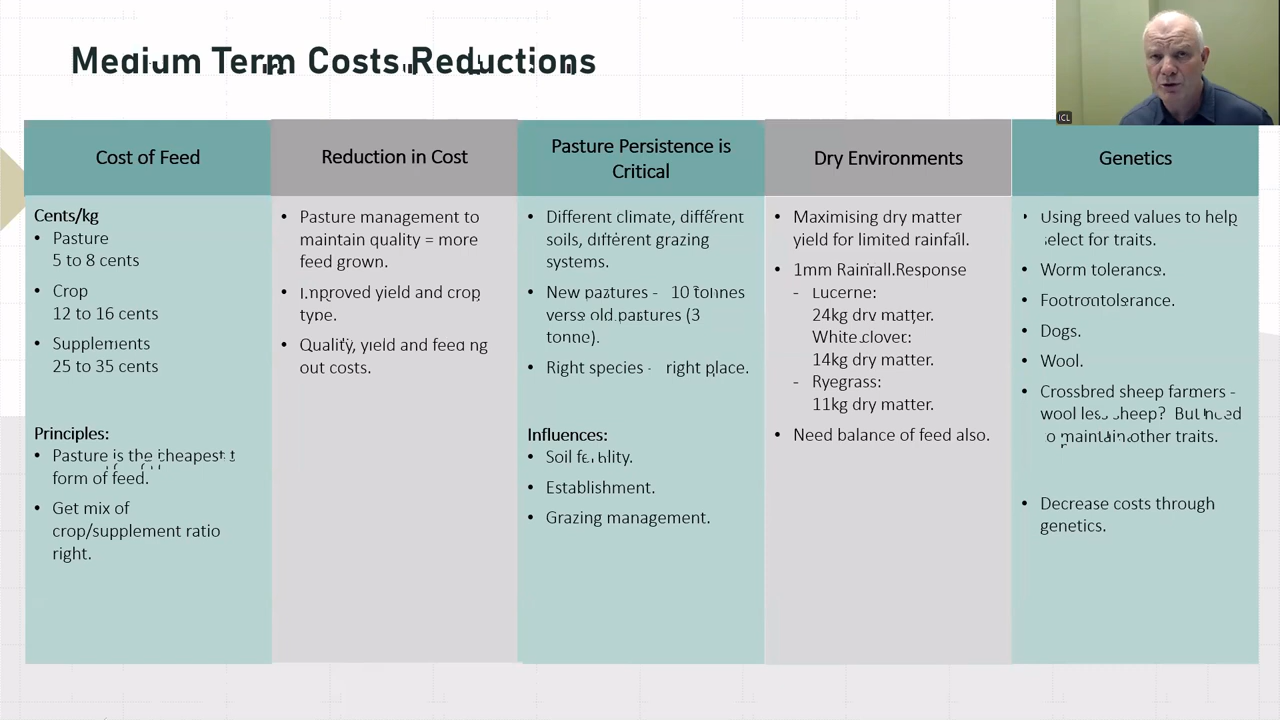 Medium Term Costs Reductions
ICL
Cost of Feed
Cents/kg
• Pasture
5 to 8 cents
• Crop
12 to 16 cents
• Supplements
25 to 35 cents
Principles:
• Pasture is the cheapest
form of feed.
• Get mix of
crop/supplement ratio
right.
Reduction in Cost
• Pasture management to
maintain quality = more
feed grown.
• Improved yield and crop
type.
• Quality, yield and feeding
out costs.
Pasture Persistence is
Critical
• Different climate, different
soils, different grazing
systems.
• New pastures - 10 tonnes
verse old pastures (3
tonne).
• Right species - right place.
Influences:
• Soil fertility.
• Establishment.
• Grazing management.
Dry Environments
• Maximising dry matter
yield for limited rainfall.
• 1mm Rainfall Response
- Lucerne:
24kg dry matter.
White clover:
14kg dry matter.
- Ryegrass:
11kg dry matter.
• Need balance of feed also.
Genetics
• Using breed values to help
select for traits.
• Worm tolerance.
• Footrot tolerance.
• Dogs.
• Wool.
• Crossbred sheep farmers -
wool less sheep? But need
to maintain other traits.
• Decrease costs through
genetics.